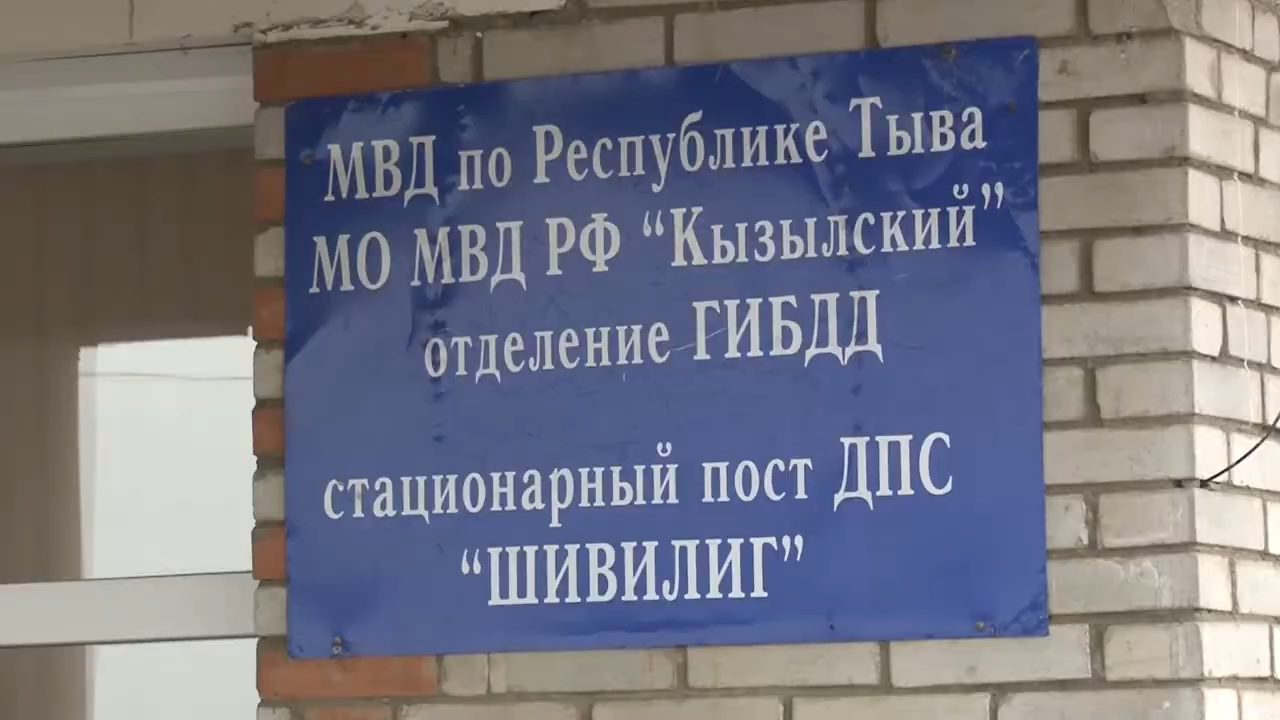 МВД по Республике Тыва
МО МВД РФ “Кызылский”
отделение ГИБДД
стационарный пост ДПС
“ШИВИЛИГ”